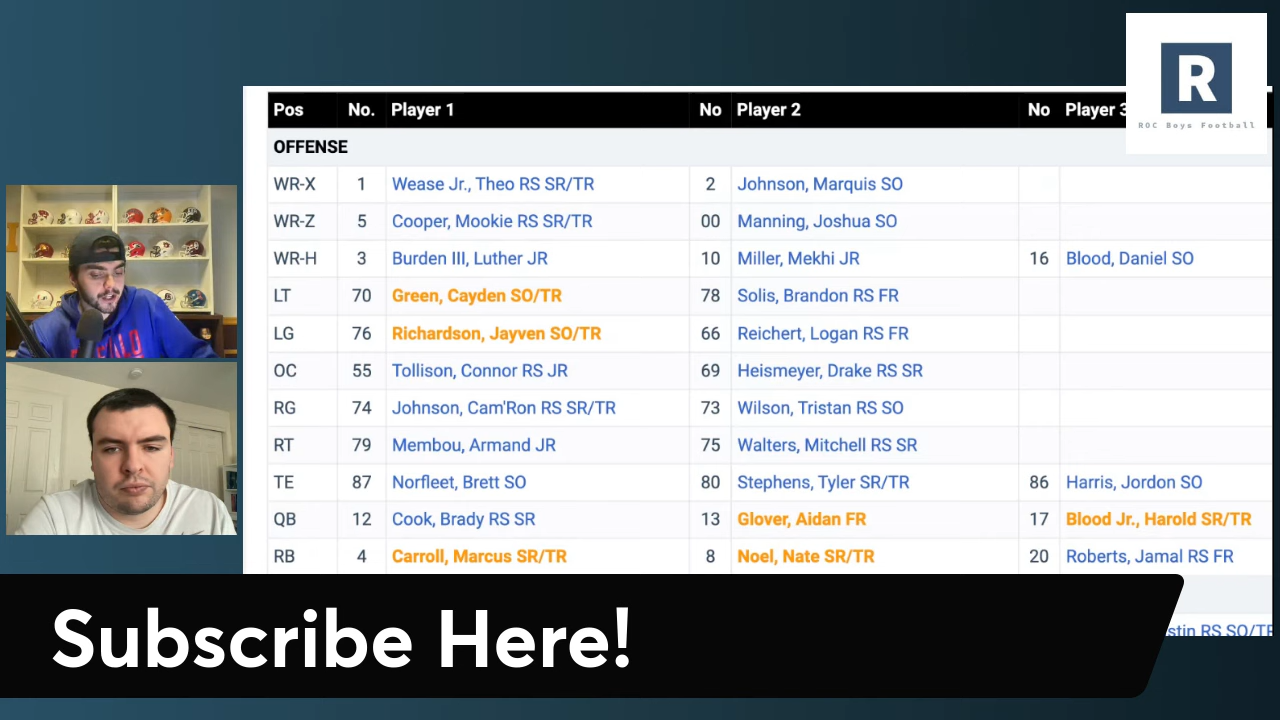 R
ROC Boys Football
Pos No. Player 1 No Player 2 No Player 3
OFFENSE
WR-X 1 Wease Jr., Theo RS SR/TR 2 Johnson, Marquis SO
WR-Z 5 Cooper, Mookie RS SR/TR 00 Manning, Joshua SO
WR-H 3 Burden III, Luther JR 10 Miller, Mekhi JR 16 Blood, Daniel SO
LT 70 Green, Cayden SO/TR 78 Solis, Brandon RS FR
LG 76 Richardson, Jayven SO/TR 66 Reichert, Logan RS FR
OC 55 Tollison, Connor RS JR 69 Heismeyer, Drake RS SR
RG 74 Johnson, Cam'Ron RS SR/TR 73 Wilson, Tristan RS SO
RT 79 Membou, Armand JR 75 Walters, Mitchell RS SR
TE 87 Norfleet, Brett SO 80 Stephens, Tyler SR/TR 86 Harris, Jordon SO
QB 12 Cook, Brady RS SR 13 Glover, Aidan FR 17 Blood Jr., Harold SR/TR
RB 4 Carroll, Marcus SR/TR 8 Noel, Nate SR/TR 20 Roberts, Jamal RS FR
RS SO/TR
Subscribe Here!